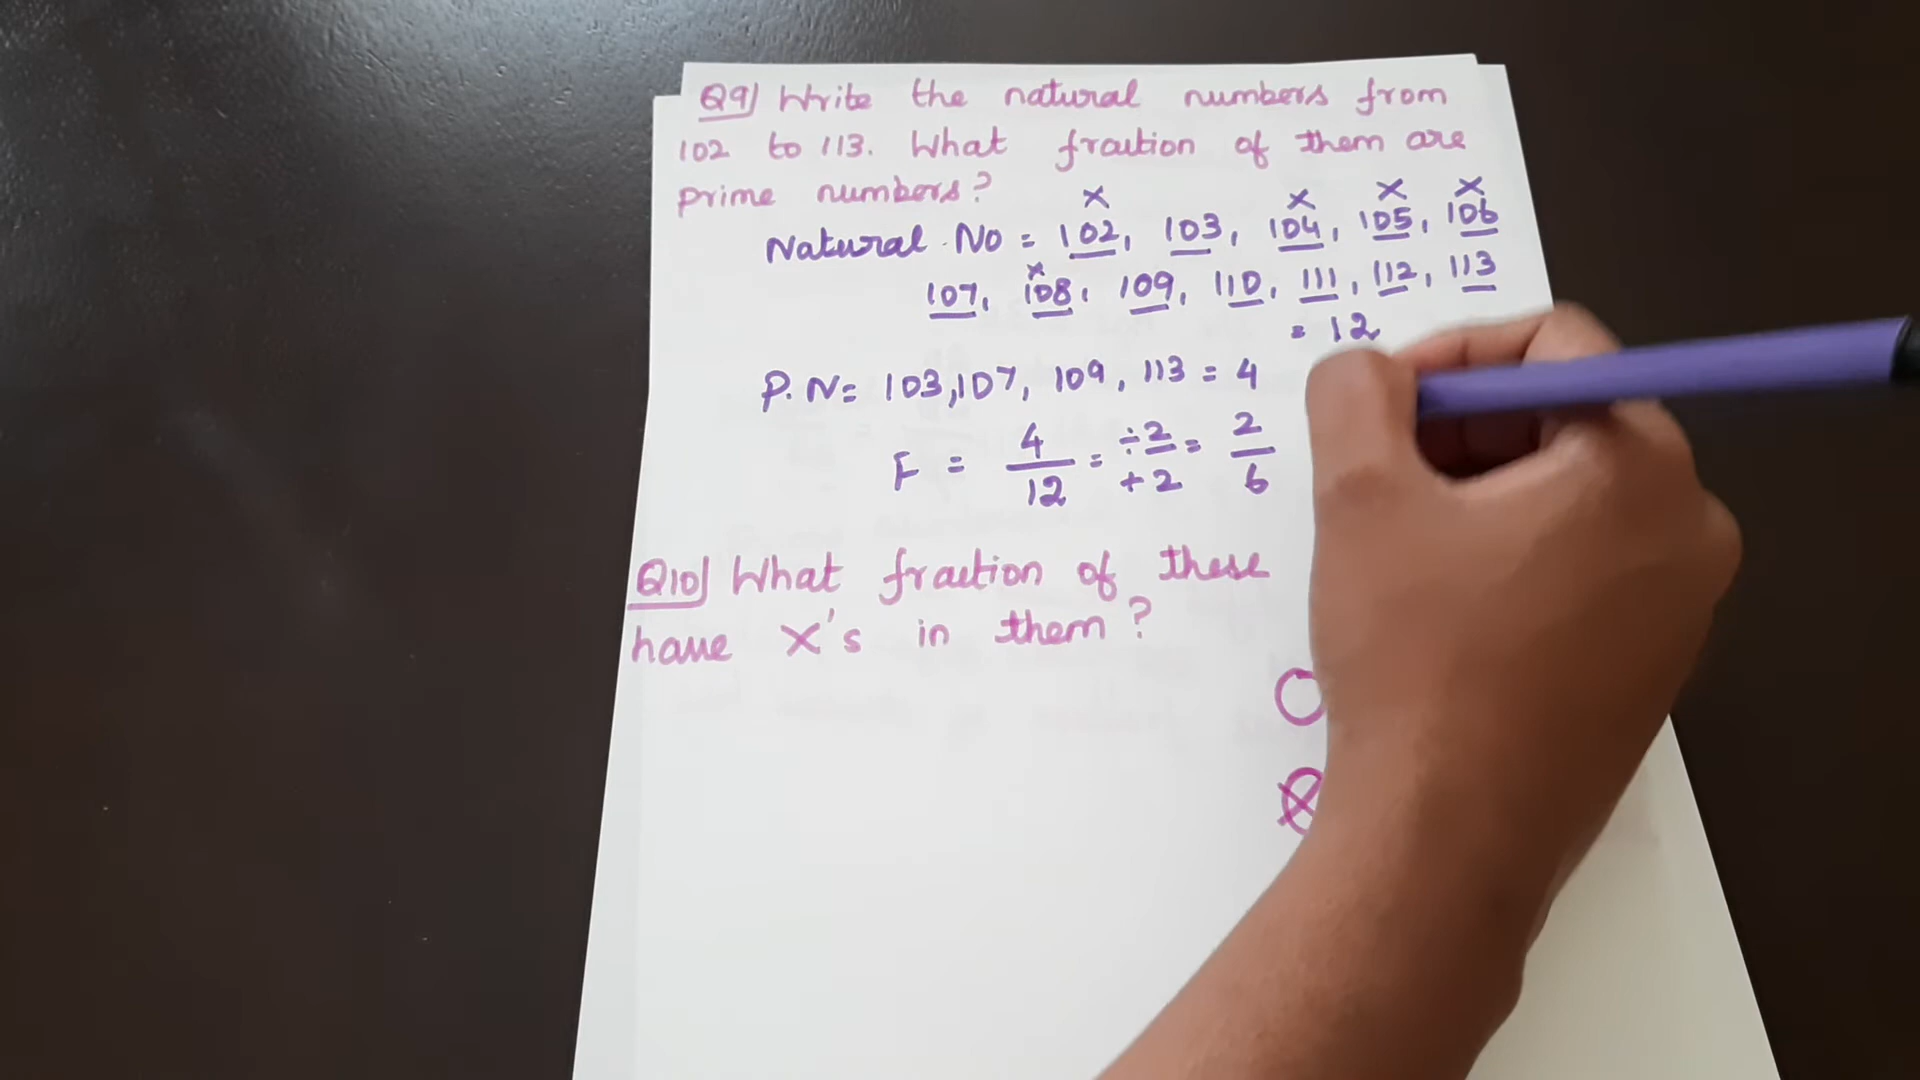 Q9) Write the natural numbers from
102 to 113. What fraction of them are
prime numbers?
x x x x
Natural No = 102, 103, 104, 105, 106
x
107, 108, 109, 110, 111, 112, 113
= 12
P.N = 103, 107, 109, 113 = 4
F = 4/12 = ÷2/÷2 = 2/6
Q10) What fraction of these
have X's in them?